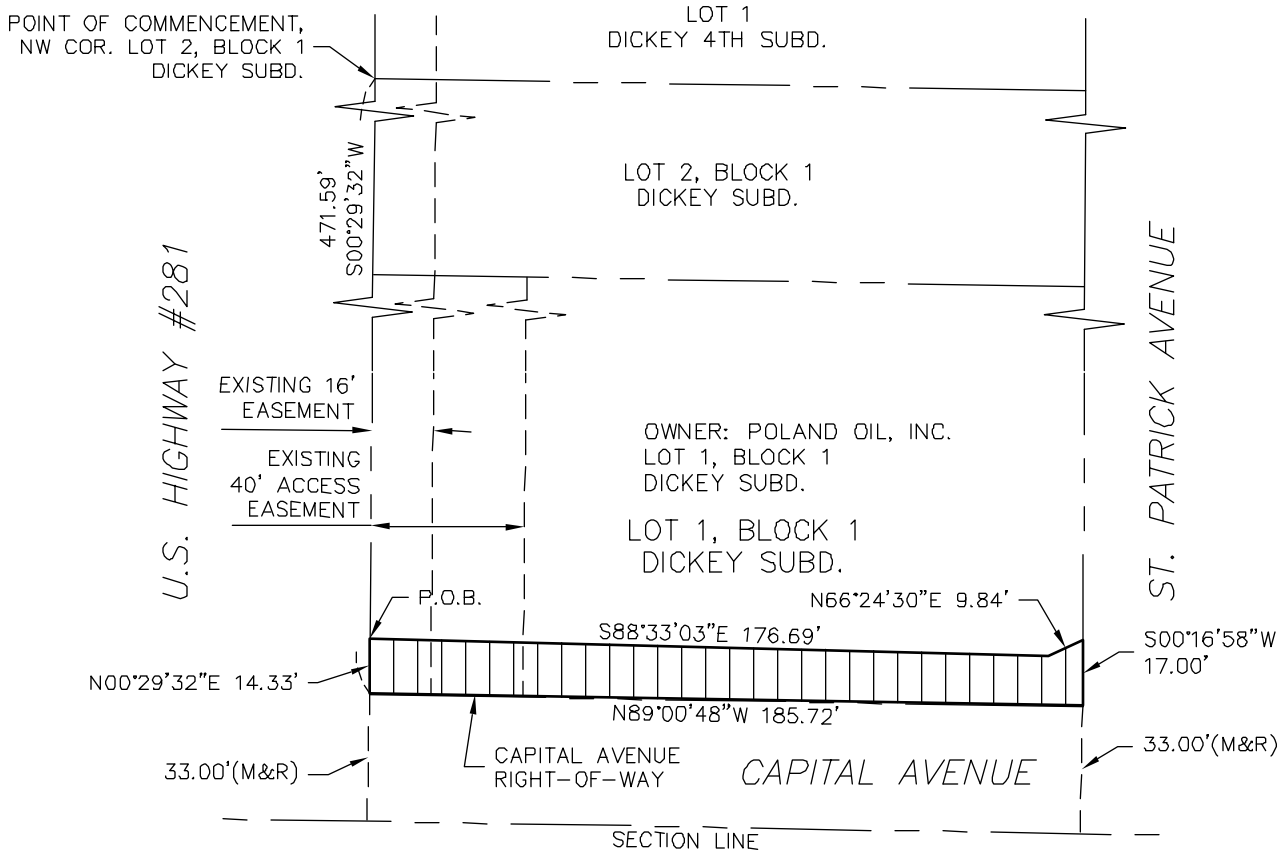 POINT OF COMMENCEMENT,
NW COR. LOT 2, BLOCK 1
DICKEY SUBD.
LOT 1
DICKEY 4TH SUBD.
471.59'
S00°29'32"W
LOT 2, BLOCK 1
DICKEY SUBD.
U.S. HIGHWAY #281
ST. PATRICK AVENUE
EXISTING 16'
EASEMENT
EXISTING
40' ACCESS
EASEMENT
OWNER: POLAND OIL, INC.
LOT 1, BLOCK 1
DICKEY SUBD.
LOT 1, BLOCK 1
DICKEY SUBD.
P.O.B.
N66°24'30"E 9.84'
S88°33'03"E 176.69'
S00°16'58"W
17.00'
N00°29'32"E 14.33'
N89°00'48"W 185.72'
33.00'(M&R)
CAPITAL AVENUE
RIGHT-OF-WAY
CAPITAL AVENUE
33.00'(M&R)
SECTION LINE